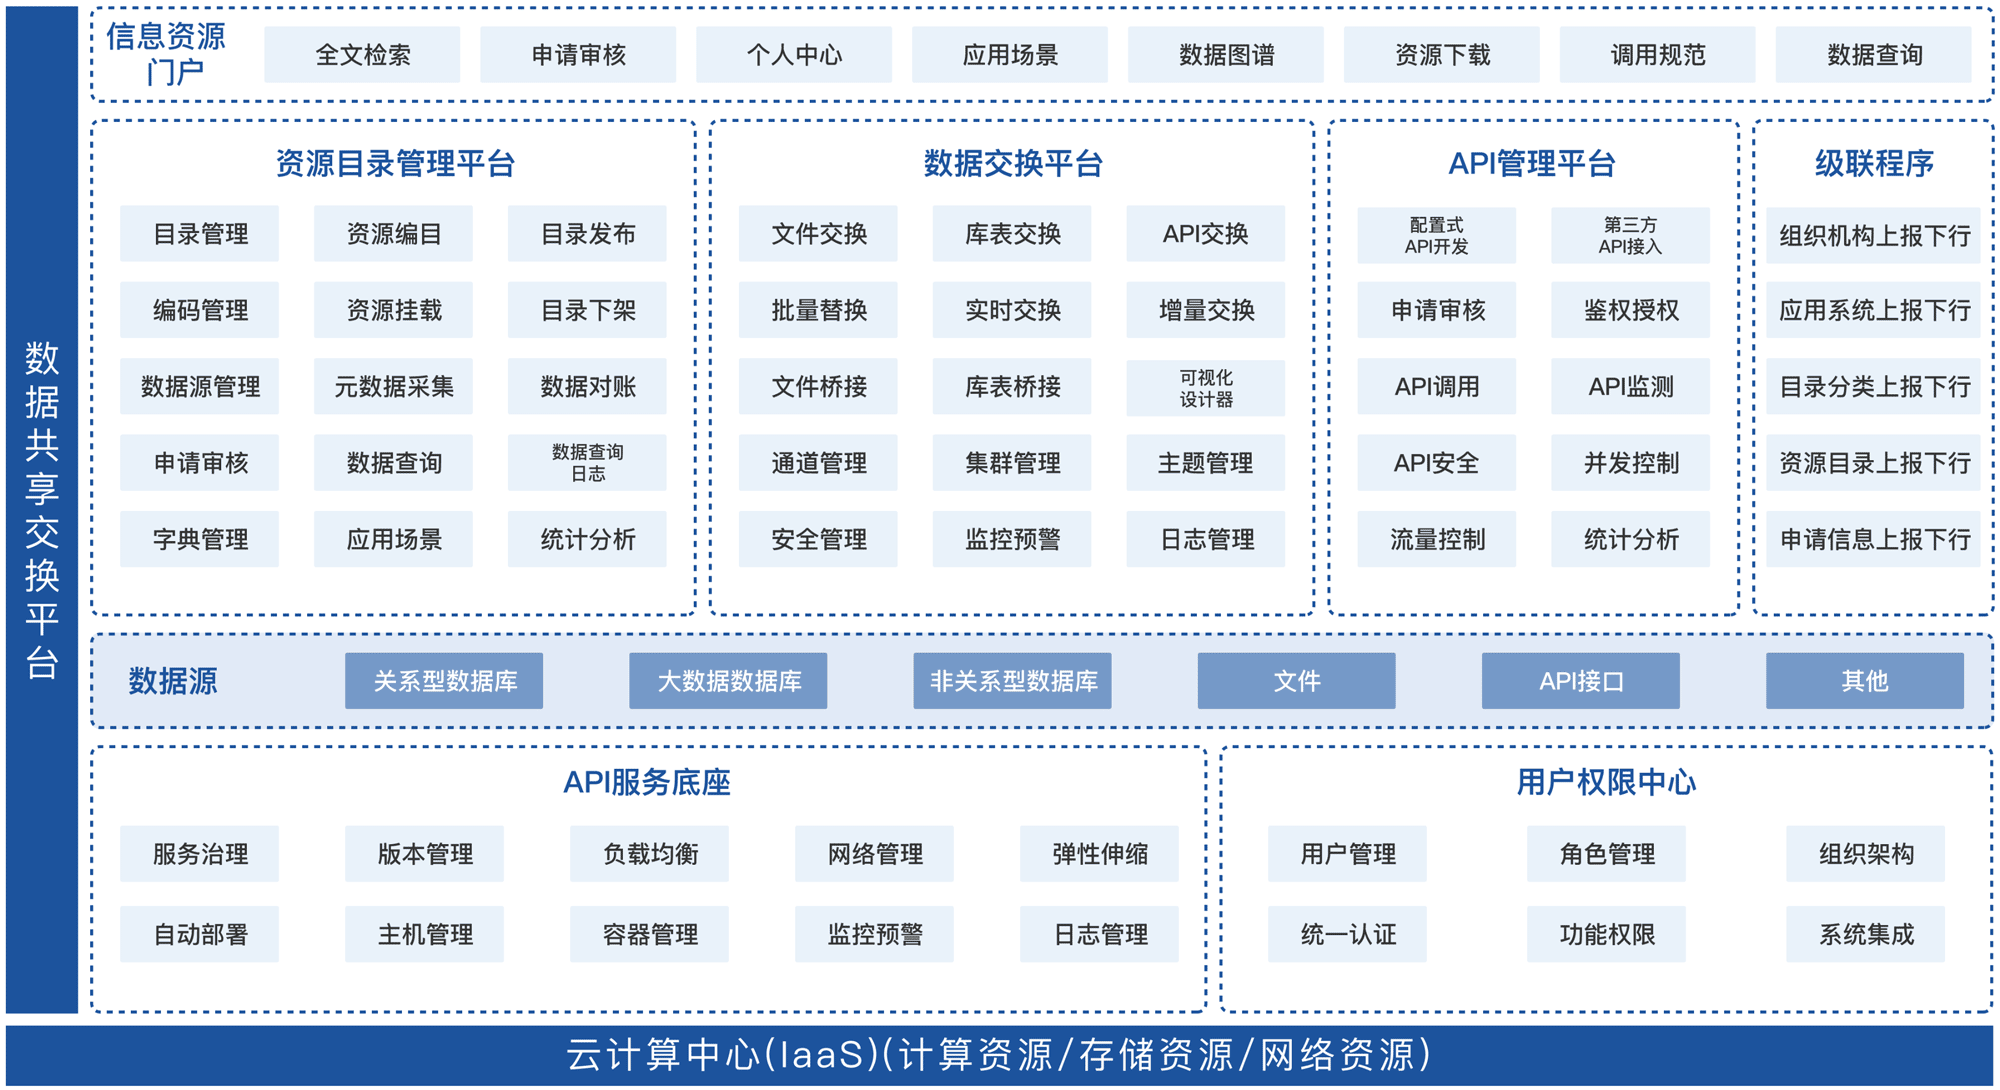 数据共享交换平台
信息资源
门户
全文检索
申请审核
个人中心
应用场景
数据图谱
资源下载
调用规范
数据查询
资源目录管理平台
目录管理
资源编目
目录发布
编码管理
资源挂载
目录下架
数据源管理
元数据采集
数据对账
申请审核
数据查询
数据查询
日志
字典管理
应用场景
统计分析
数据交换平台
文件交换
库表交换
API交换
批量替换
实时交换
增量交换
文件桥接
库表桥接
可视化
设计器
通道管理
集群管理
主题管理
安全管理
监控预警
日志管理
API管理平台
配置式
API开发
第三方
API接入
申请审核
鉴权授权
API调用
API监测
API安全
并发控制
流量控制
统计分析
级联程序
组织机构上报下行
应用系统上报下行
目录分类上报下行
资源目录上报下行
申请信息上报下行
数据源
关系型数据库
大数据数据库
非关系型数据库
文件
API接口
其他
API服务底座
服务治理
版本管理
负载均衡
网络管理
弹性伸缩
自动部署
主机管理
容器管理
监控预警
日志管理
用户权限中心
用户管理
角色管理
组织架构
统一认证
功能权限
系统集成
云计算中心(IaaS)(计算资源/存储资源/网络资源)